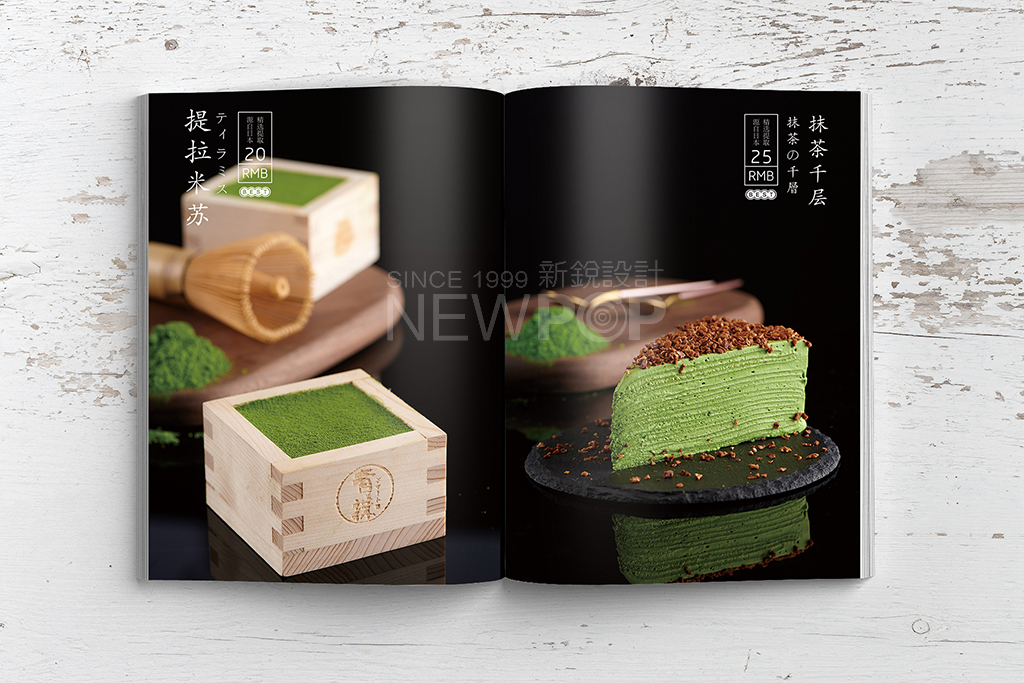 提拉米苏
ティラミス
精选提取
源自日本
20
RMB
BEST
SINCE 1999 新銳設計
NEWPOP
抹茶千层
抹茶の千層
精选提取
源自日本
25
RMB
BEST